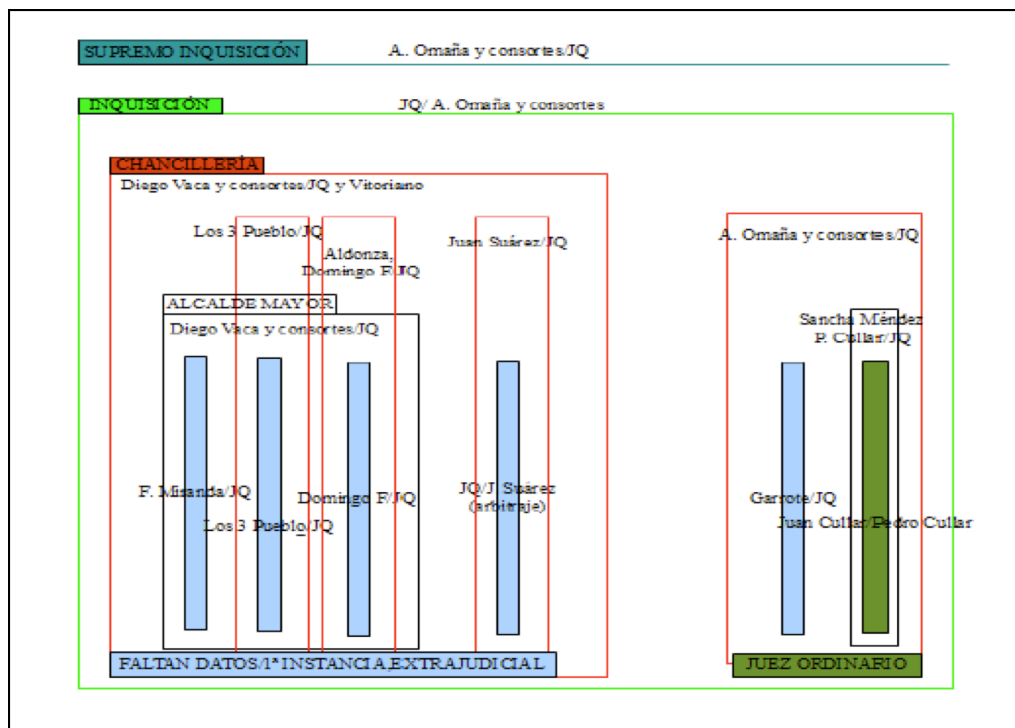 SUPREMO INQUISICIÓN
A. Omaña y consortes/JQ
INQUISICIÓN
JQ/ A. Omaña y consortes
CHANCILLERÍA
Diego Vaca y consortes/JQ y Vitoriano
Los 3 Pueblo/JQ
Aldonza,
Domingo F/JQ
Juan Suárez/JQ
A. Omaña y consortes/JQ
ALCALDE MAYOR
Diego Vaca y consortes/JQ
Sancha Méndez
P. Cullar/JQ
F. Miranda/JQ
Los 3 Pueblo/JQ
Domingo F/JQ
JQ/J. Suárez
(arbitraje)
Garrote/JQ
Juan Cullar/Pedro Cullar
FALTAN DATOS/1ª INSTANCIA,EXTRAJUDICIAL
JUEZ ORDINARIO